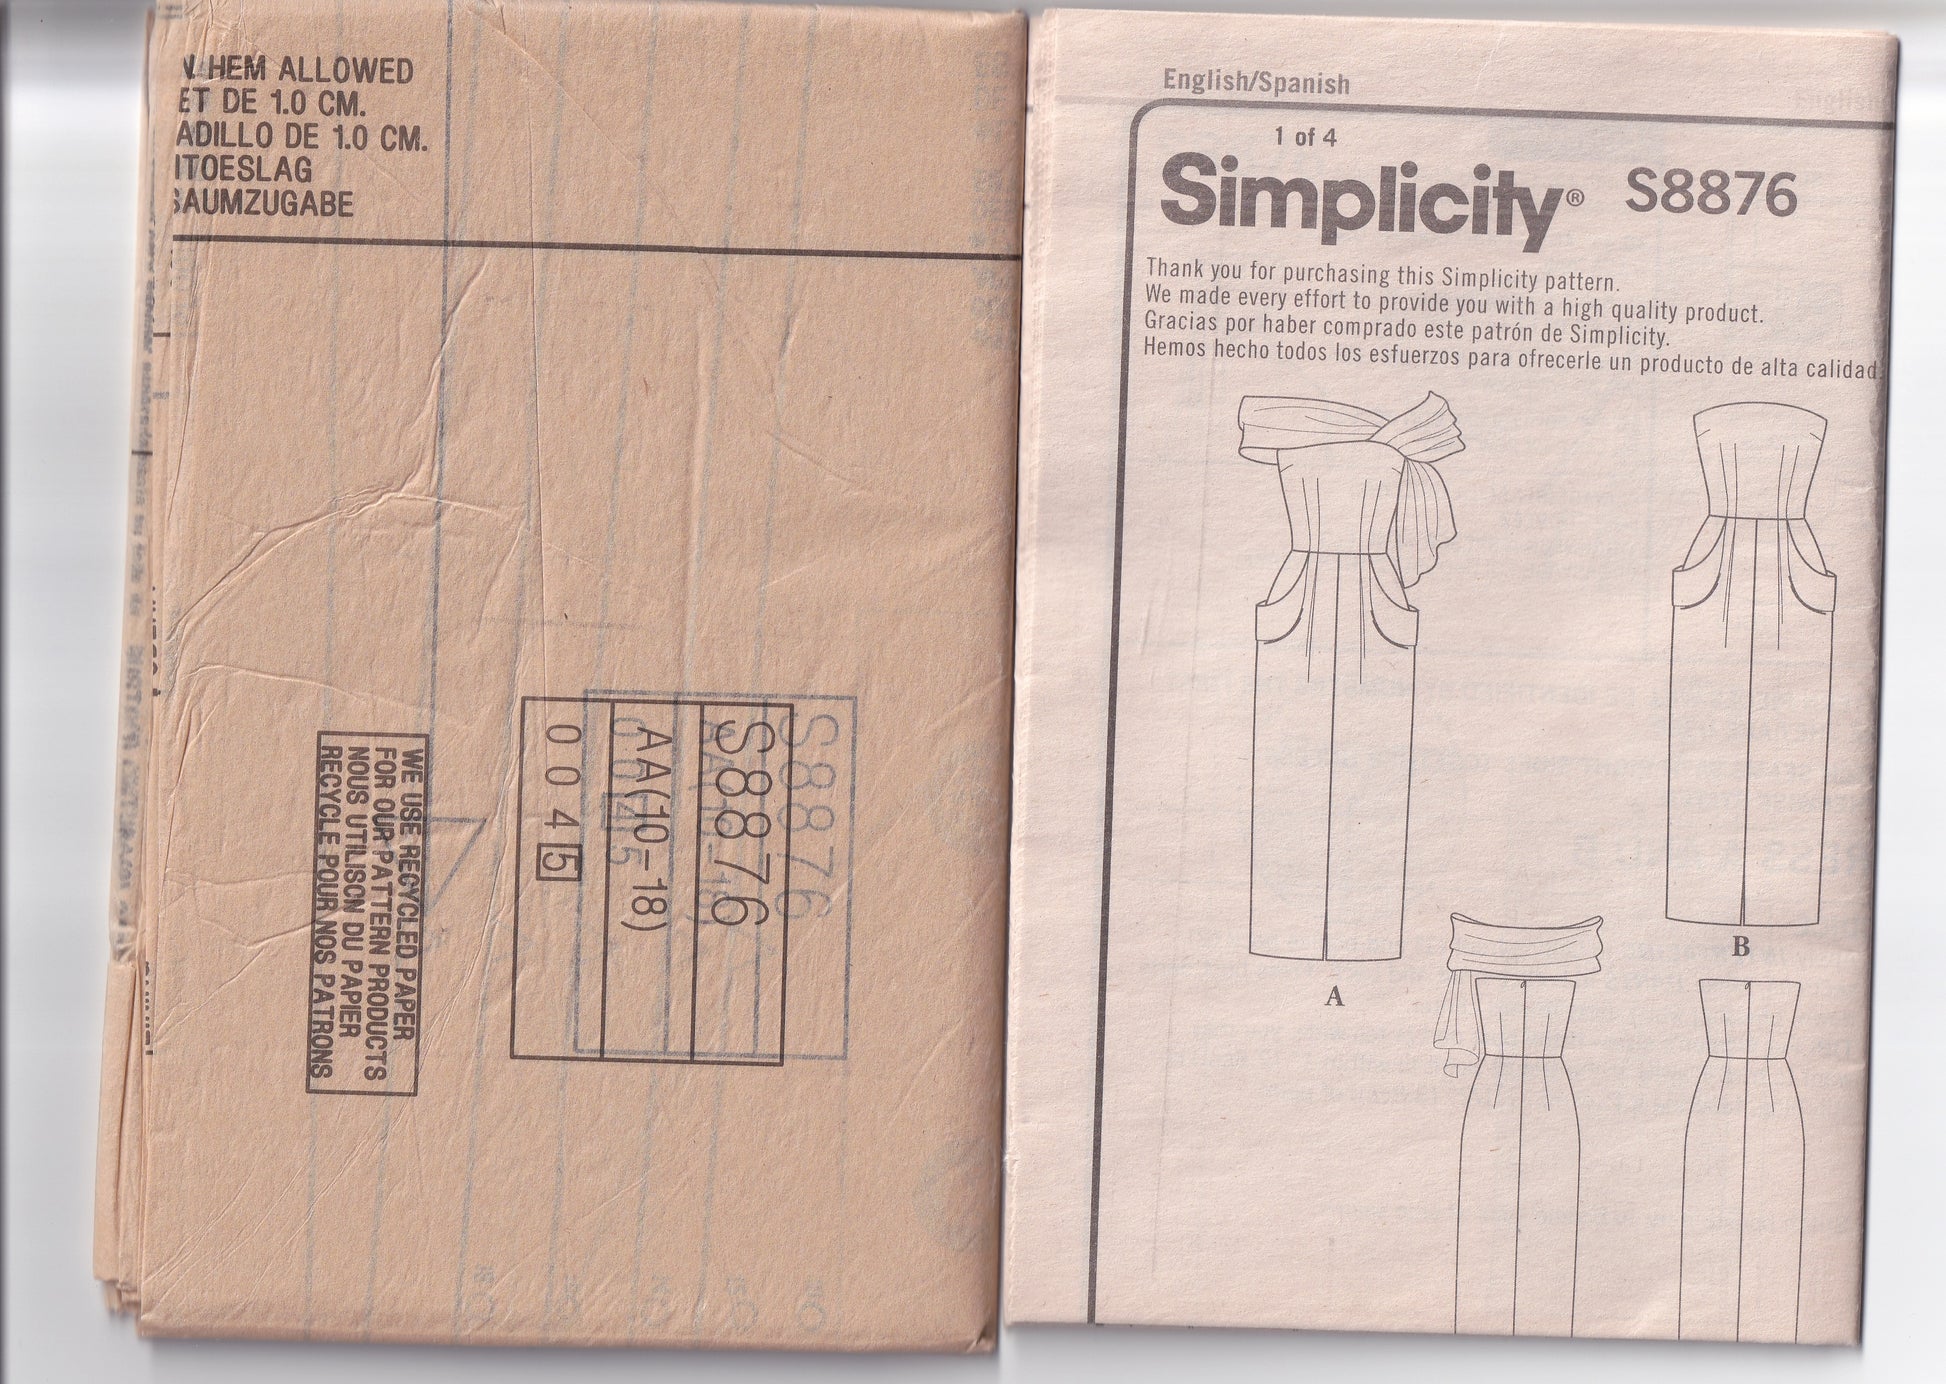 N HEM ALLOWED
ET DE 1.0 CM.
ADILLO DE 1.0 CM.
ITOESLAG
SAUMZUGABE
WE USE RECYCLED PAPER
FOR OUR PATTERN PRODUCTS
NOUS UTILISON DU PAPIER
RECYCLE POUR NOS PATRONS
S8876
AA(10-18)
0045
English/Spanish
1 of 4
Simplicity® S8876
Thank you for purchasing this Simplicity pattern.
We made every effort to provide you with a high quality product.
Gracias por haber comprado este patrón de Simplicity.
Hemos hecho todos los esfuerzos para ofrecerle un producto de alta calidad.
A
B